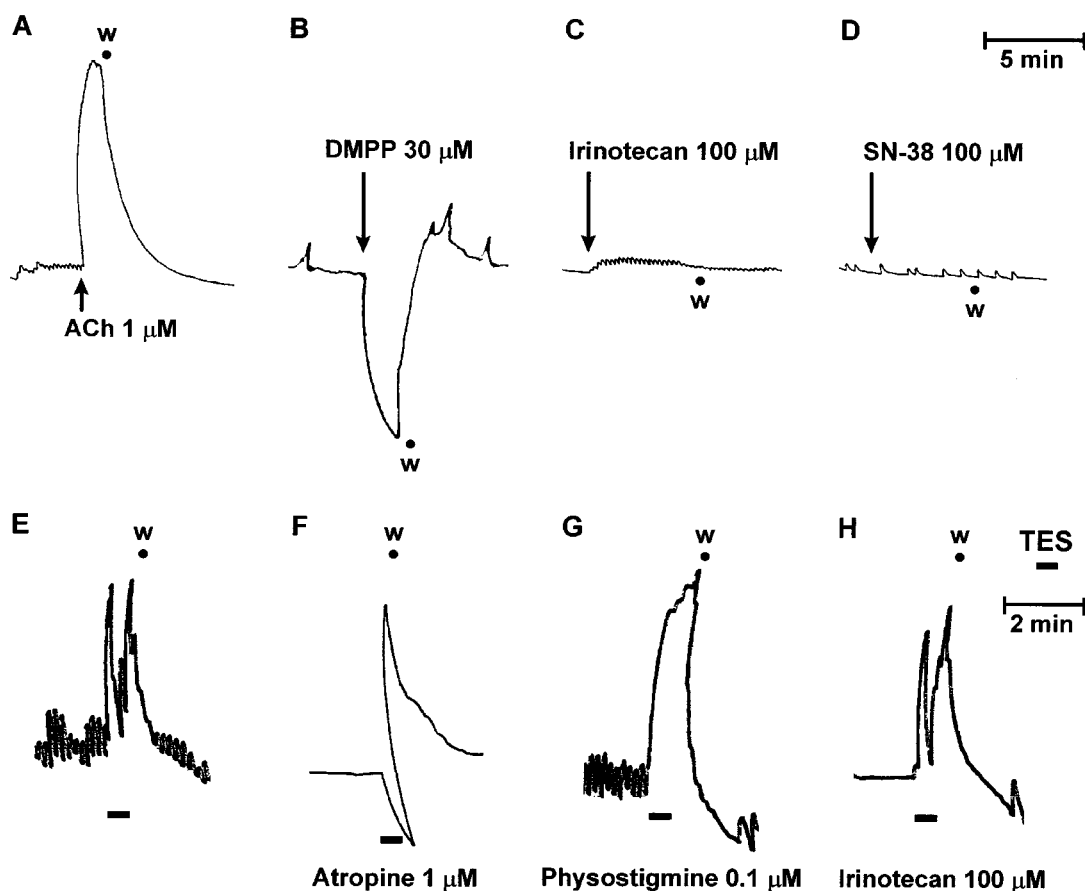 A
w
ACh 1 μM
B
DMPP 30 μM
w
C
Irinotecan 100 μM
w
D
SN-38 100 μM
w
5 min
E
w
F
w
Atropine 1 μM
G
w
Physostigmine 0.1 μM
H
w
Irinotecan 100 μM
TES
2 min